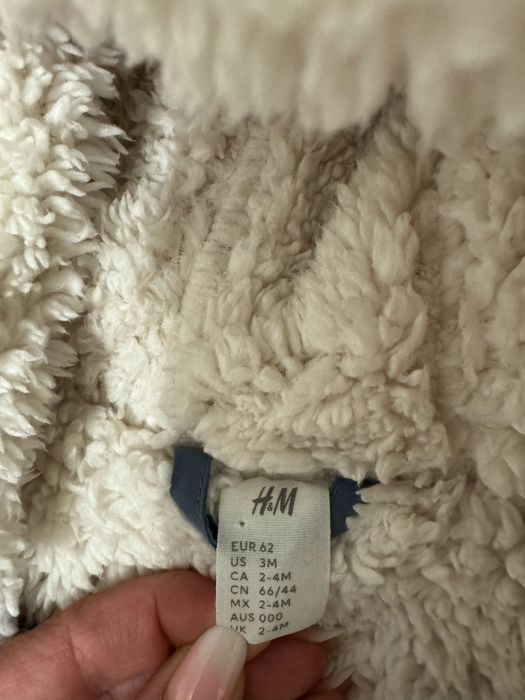 H&M
EUR 62
US 3M
CA 2-4M
CN 66/44
MX 2-4M
AUS 000
UK 2-4M